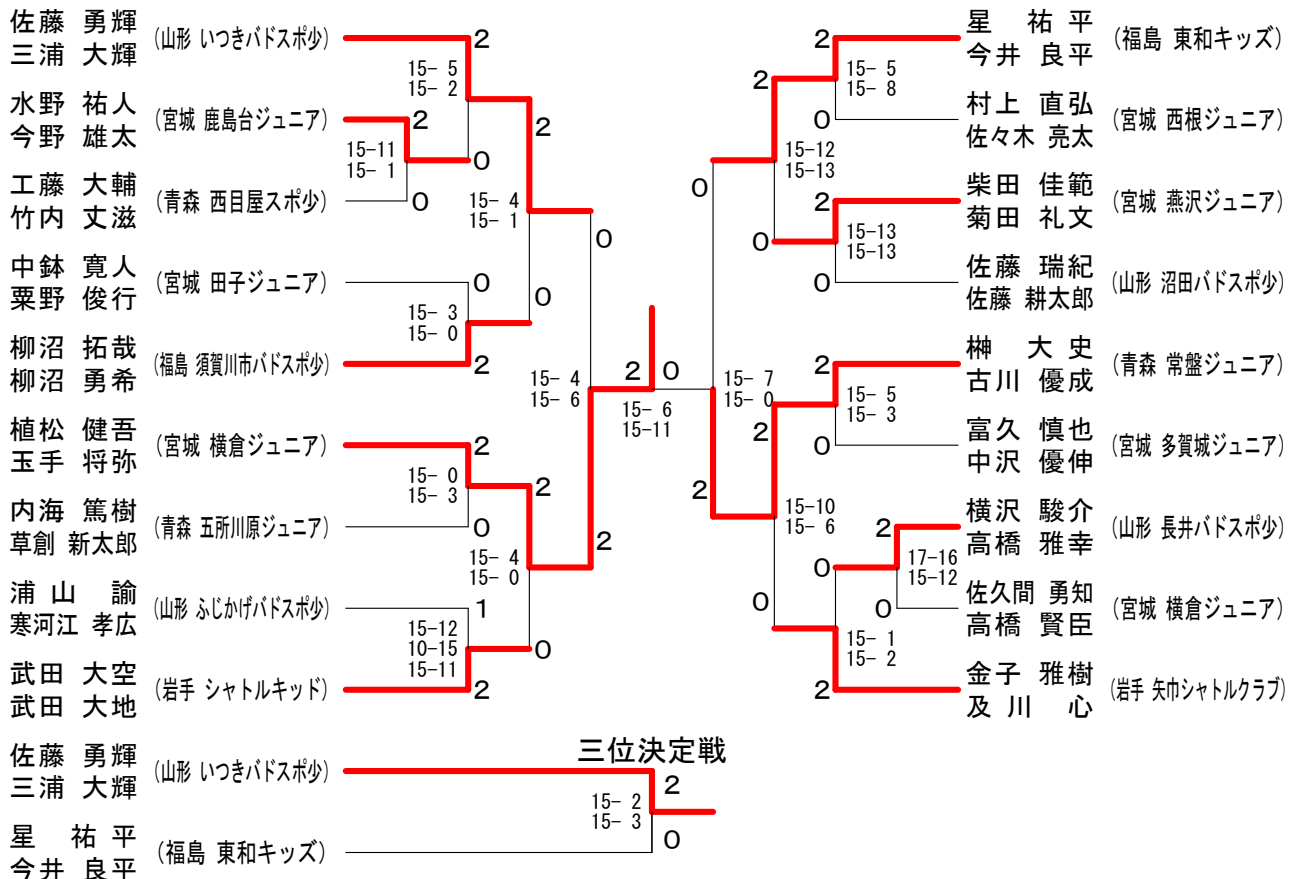 佐藤 勇輝
三浦 大輝
(山形 いつきバドスポ少)
2
15- 5
15- 2
水野 祐人
今野 雄太
(宮城 鹿島台ジュニア)
2
2
15-11
15- 1
0
工藤 大輔
竹内 丈滋
(青森 西目屋スポ少)
0
15- 4
15- 1
0
中鉢 寛人
粟野 俊行
(宮城 田子ジュニア)
0
0
15- 3
15- 0
柳沼 拓哉
柳沼 勇希
(福島 須賀川市バドスポ少)
2
15- 4
15- 6
植松 健吾
玉手 将弥
(宮城 横倉ジュニア)
2
15- 0
15- 3
2
内海 篤樹
草創 新太郎
(青森 五所川原ジュニア)
0
2
15- 4
15- 0
浦山 諭
寒河江 孝広
(山形 ふじかげバドスポ少)
1
15-12
10-15
15-11
0
武田 大空
武田 大地
(岩手 シャトルキッド)
2
2
0
15- 6
15-11
星 祐平
今井 良平
(福島 東和キッズ)
2
15- 5
15- 8
2
村上 直弘
佐々木 亮太
(宮城 西根ジュニア)
0
15-12
15-13
0
柴田 佳範
菊田 礼文
(宮城 燕沢ジュニア)
2
15-13
15-13
0
佐藤 瑞紀
佐藤 耕太郎
(山形 沼田バドスポ少)
0
15- 7
15- 0
榊 大史
古川 優成
(青森 常盤ジュニア)
2
15- 5
15- 3
2
富久 慎也
中沢 優伸
(宮城 多賀城ジュニア)
0
2
15-10
15- 6
横沢 駿介
高橋 雅幸
(山形 長井バドスポ少)
2
17-16
15-12
0
佐久間 勇知
高橋 賢臣
(宮城 横倉ジュニア)
0
0
15- 1
15- 2
金子 雅樹
及川 心
(岩手 矢巾シャトルクラブ)
2
三位決定戦
佐藤 勇輝
三浦 大輝
(山形 いつきバドスポ少)
2
15- 2
15- 3
星 祐平
今井 良平
(福島 東和キッズ)
0